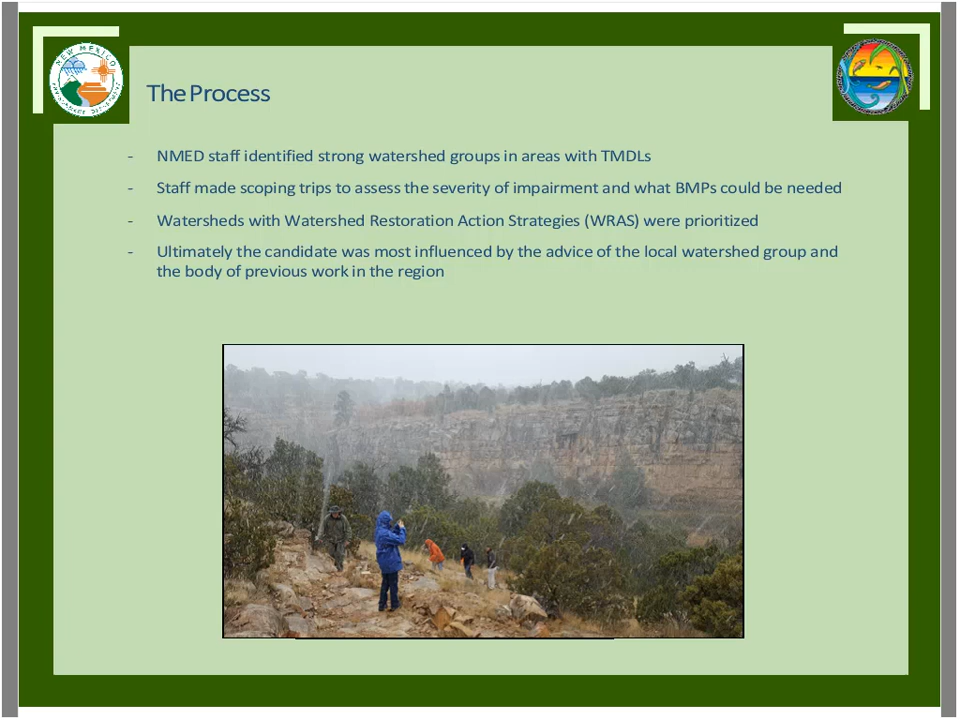 NEW MEXICO
The Process
- NMED staff identified strong watershed groups in areas with TMDLs
- Staff made scoping trips to assess the severity of impairment and what BMPs could be needed
- Watersheds with Watershed Restoration Action Strategies (WRAS) were prioritized
- Ultimately the candidate was most influenced by the advice of the local watershed group and
the body of previous work in the region